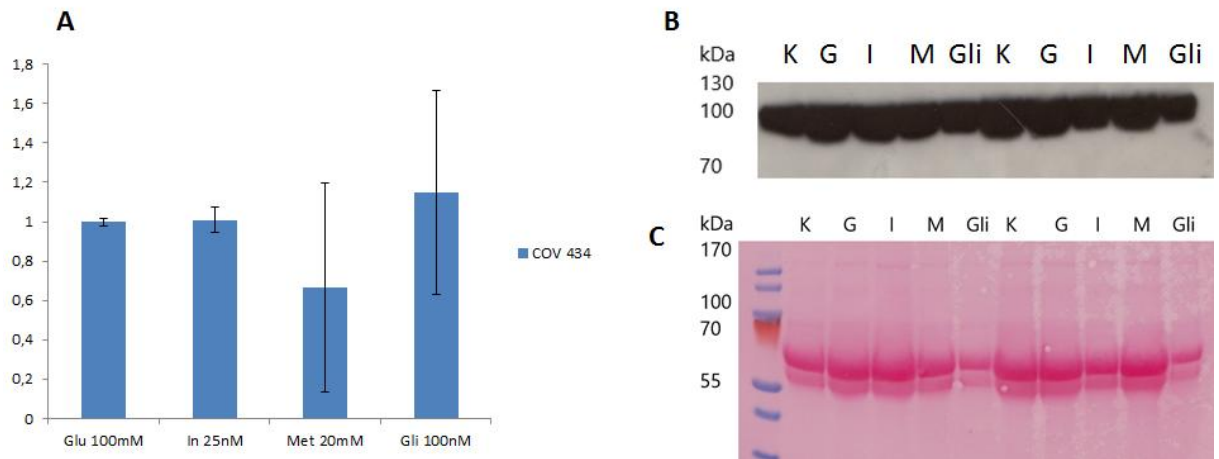 A
1,8
1,6
1,4
1,2
1
0,8
0,6
0,4
0,2
0
Glu 100mM In 25nM Met 20mM Gli 100nM
COV 434
B
kDa K G I M Gli K G I M Gli
130
100
70
C
kDa K G I M Gli K G I M Gli
170
100
70
55